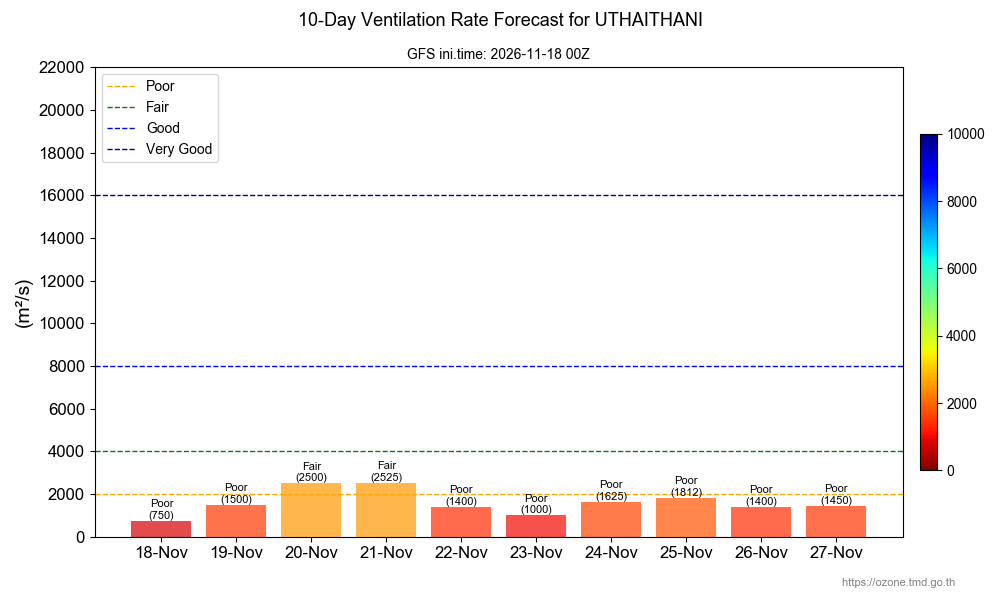 10-Day Ventilation Rate Forecast for UTHAITHANI
GFS ini.time: 2026-11-18 00Z
22000
20000
18000
16000
14000
12000
10000
8000
6000
4000
2000
0
(m²/s)
Poor
Fair
Good
Very Good
Poor
(750)
Poor
(1500)
Fair
(2500)
Fair
(2525)
Poor
(1400)
Poor
(1000)
Poor
(1625)
Poor
(1812)
Poor
(1400)
Poor
(1450)
18-Nov 19-Nov 20-Nov 21-Nov 22-Nov 23-Nov 24-Nov 25-Nov 26-Nov 27-Nov
10000
8000
6000
4000
2000
0
https://ozone.tmd.go.th